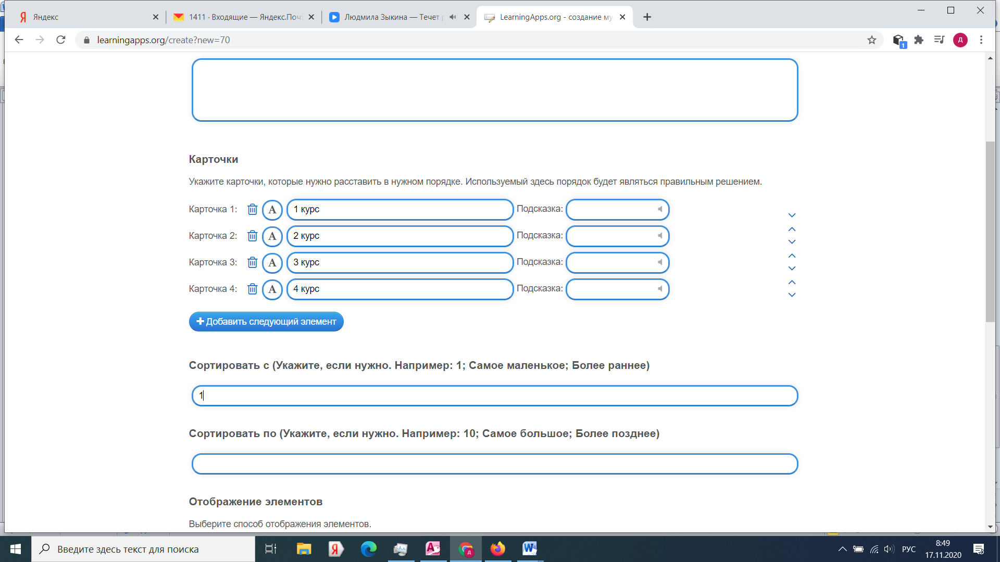 Яндекс
1411 · Входящие — Яндекс.Поч
Людмила Зыкина — Течет
LearningApps.org - создание му
learningapps.org/create?new=70
1
Д
Карточки
Укажите карточки, которые нужно расставить в нужном порядке. Используемый здесь порядок будет являться правильным решением.
Карточка 1: A 1 курс Подсказка:
Карточка 2: A 2 курс Подсказка:
Карточка 3: A 3 курс Подсказка:
Карточка 4: A 4 курс Подсказка:
Добавить следующий элемент
Сортировать с (Укажите, если нужно. Например: 1; Самое маленькое; Более раннее)
1
Сортировать по (Укажите, если нужно. Например: 10; Самое большое; Более позднее)
Отображение элементов
Выберите способ отображения элементов.
Введите здесь текст для поиска
РУС
8:49
17.11.2020